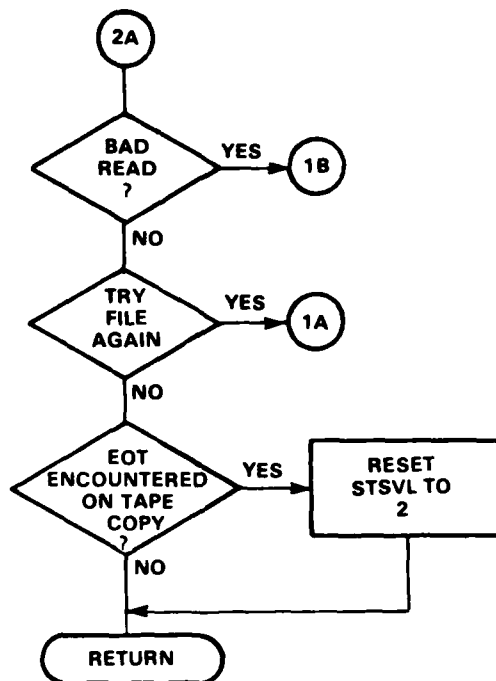 2A
BAD
READ
?
YES
1B
NO
TRY
FILE
AGAIN
YES
1A
NO
EOT
ENCOUNTERED
ON TAPE
COPY
?
YES
RESET
STSVL TO
2
NO
RETURN